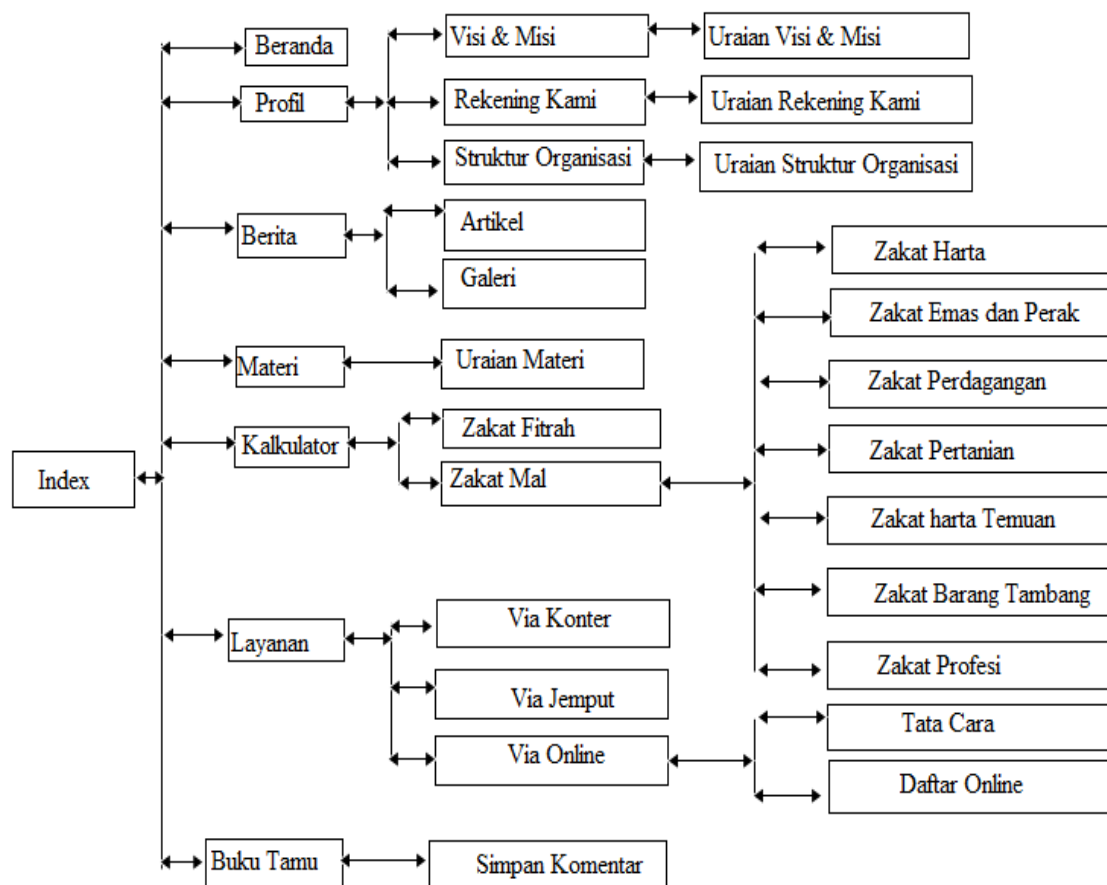 Index
Beranda
Profil
Visi & Misi
Uraian Visi & Misi
Rekening Kami
Uraian Rekening Kami
Struktur Organisasi
Uraian Struktur Organisasi
Berita
Artikel
Galeri
Materi
Uraian Materi
Kalkulator
Zakat Fitrah
Zakat Mal
Zakat Harta
Zakat Emas dan Perak
Zakat Perdagangan
Zakat Pertanian
Zakat harta Temuan
Zakat Barang Tambang
Zakat Profesi
Layanan
Via Konter
Via Jemput
Via Online
Tata Cara
Daftar Online
Buku Tamu
Simpan Komentar